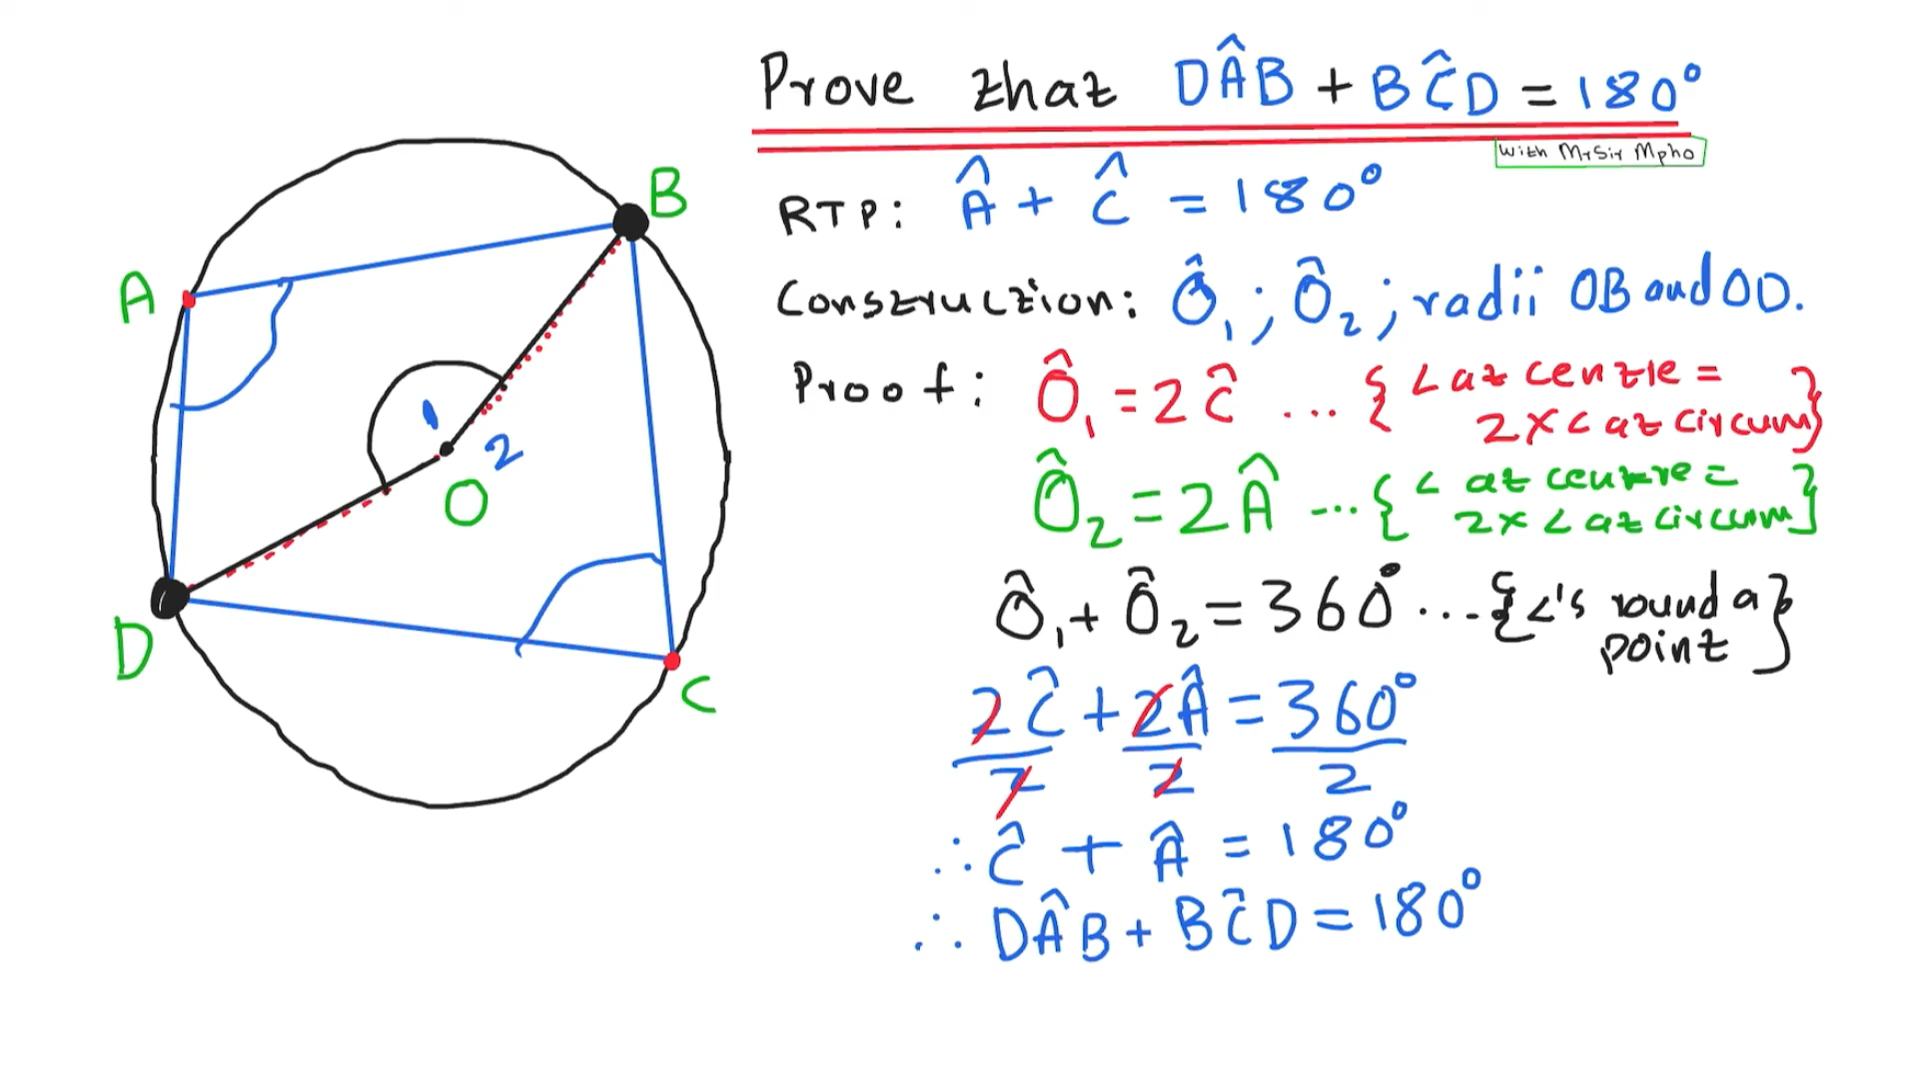 Prove that DÂB + BĈD = 180°
With MrSir Mpho
RTP: Â + Ĉ = 180°
Construction: Ô₁ ; Ô₂ ; radii OB and OD.
Proof: Ô₁ = 2Ĉ ... {< at centre =
2 × < at circum}
Ô₂ = 2Â ... {< at centre =
2 × < at circum}
Ô₁ + Ô₂ = 360° ... {<'s round a
point}
2Ĉ + 2Â = 360°
2 2 2
∴ Ĉ + Â = 180°
∴ DÂB + BĈD = 180°
B
A
1
2
O
D
C